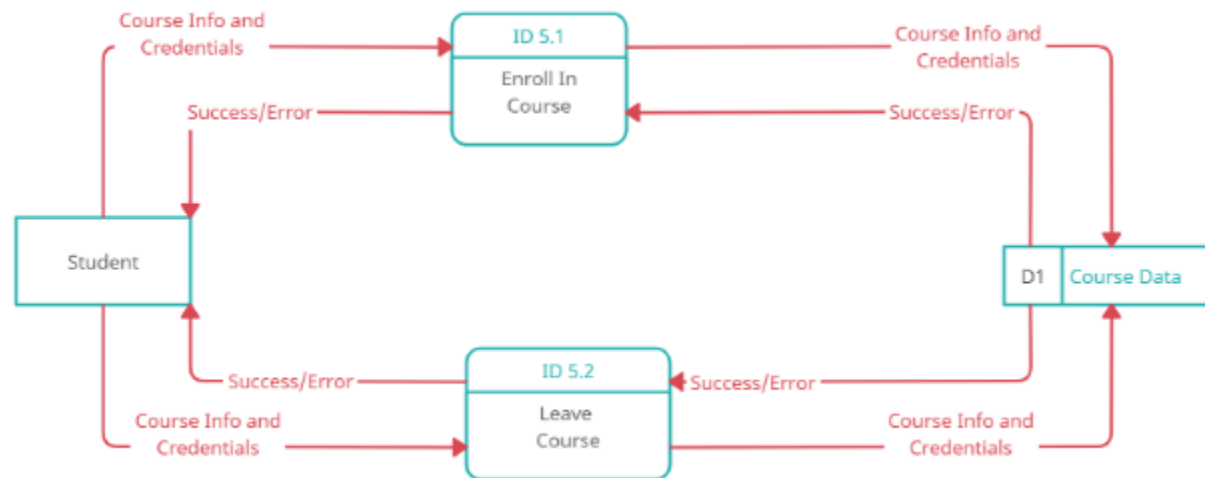 Course Info and
Credentials
ID 5.1
Enroll In
Course
Course Info and
Credentials
Success/Error
Success/Error
Student
D1
Course Data
Success/Error
ID 5.2
Success/Error
Leave
Course
Course Info and
Credentials
Course Info and
Credentials